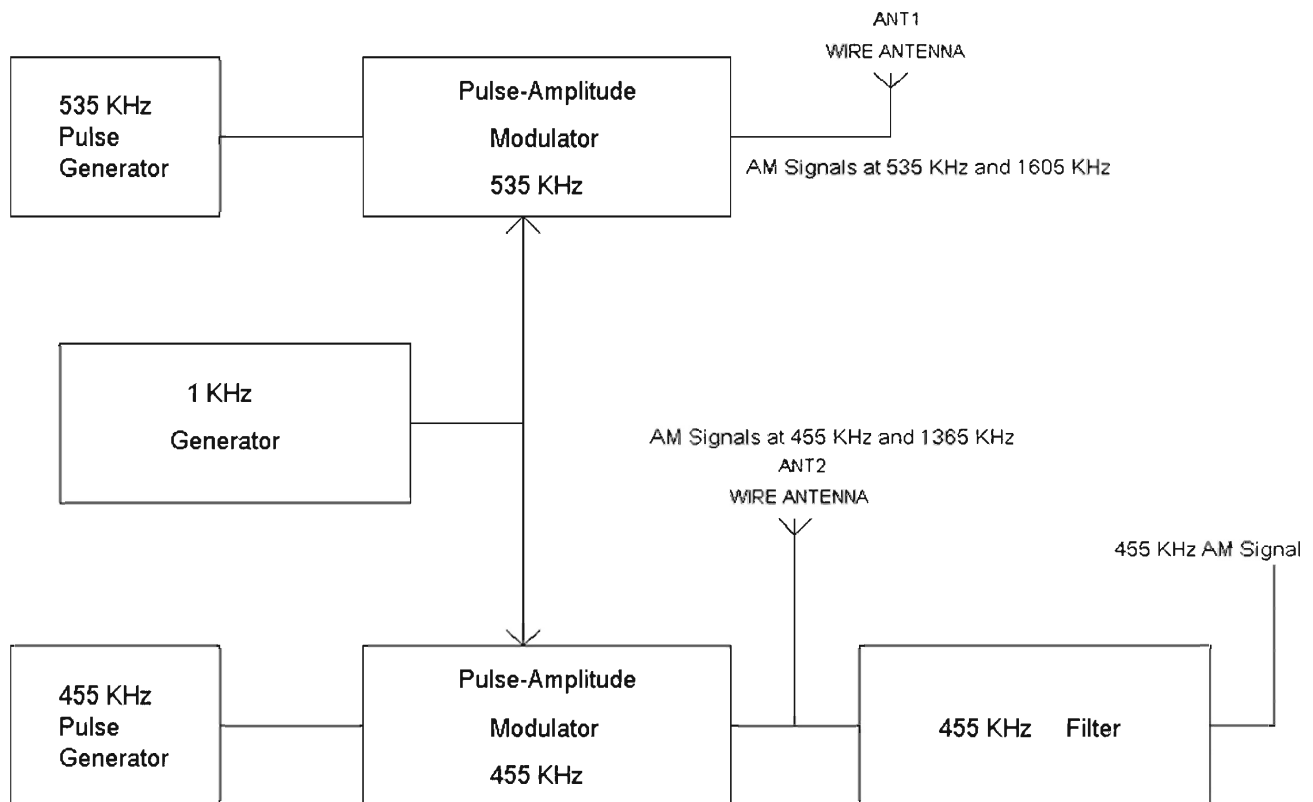 ANT1
WIRE ANTENNA
535 KHz
Pulse
Generator
Pulse-Amplitude
Modulator
535 KHz
AM Signals at 535 KHz and 1605 KHz
1 KHz
Generator
AM Signals at 455 KHz and 1365 KHz
ANT2
WIRE ANTENNA
455 KHz AM Signal
455 KHz
Pulse
Generator
Pulse-Amplitude
Modulator
455 KHz
455 KHz Filter